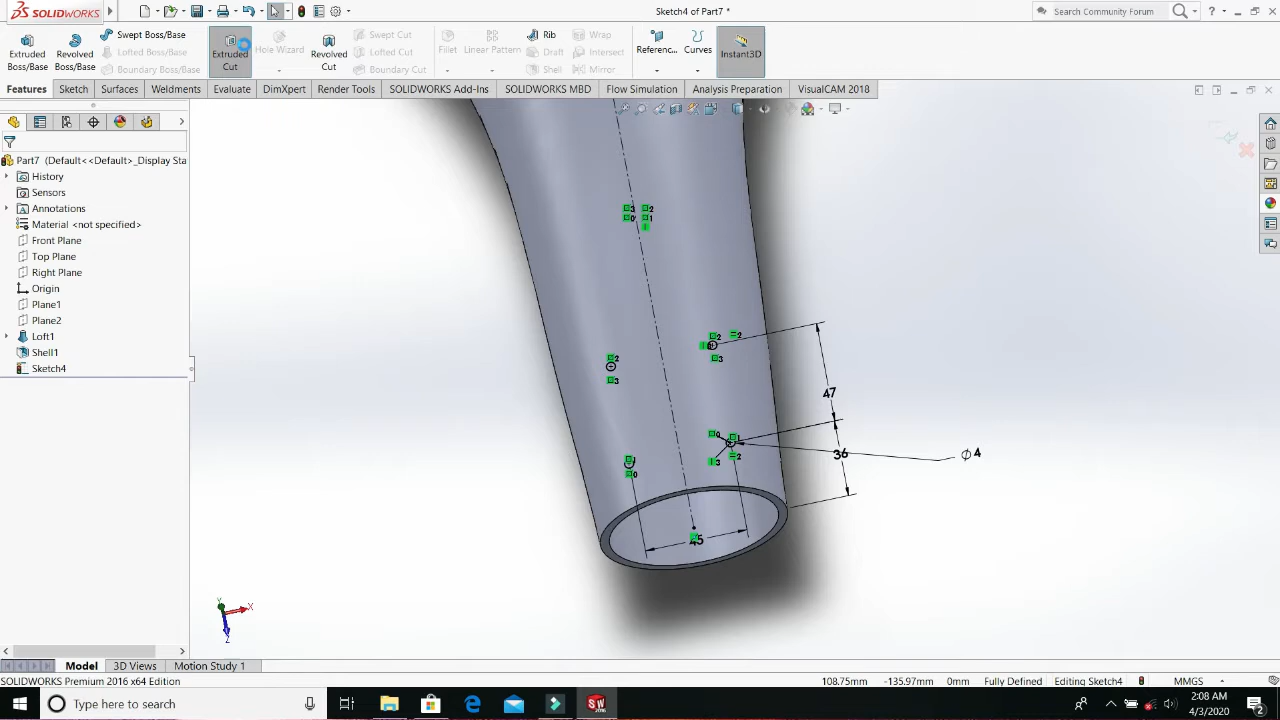 SOLIDWORKS
Sketch4 of Part7 *
Search Community Forum
Extruded Boss/Base
Revolved Boss/Base
Swept Boss/Base
Lofted Boss/Base
Boundary Boss/Base
Extruded Cut
Hole Wizard
Revolved Cut
Swept Cut
Lofted Cut
Boundary Cut
Fillet
Linear Pattern
Rib
Draft
Shell
Wrap
Intersect
Mirror
Referenc...
Curves
Instant3D
Features Sketch Surfaces Weldments Evaluate DimXpert Render Tools SOLIDWORKS Add-Ins SOLIDWORKS MBD Flow Simulation Analysis Preparation VisualCAM 2018
Part7 (Default<<Default>_Display Sta
History
Sensors
Annotations
Material <not specified>
Front Plane
Top Plane
Right Plane
Origin
Plane1
Plane2
Loft1
Shell1
Sketch4
47
36
⌀4
45
Y
X
Z
Model 3D Views Motion Study 1
SOLIDWORKS Premium 2016 x64 Edition
108.75mm -135.97mm 0mm Fully Defined Editing Sketch4 MMGS
Type here to search
2:08 AM
4/3/2020